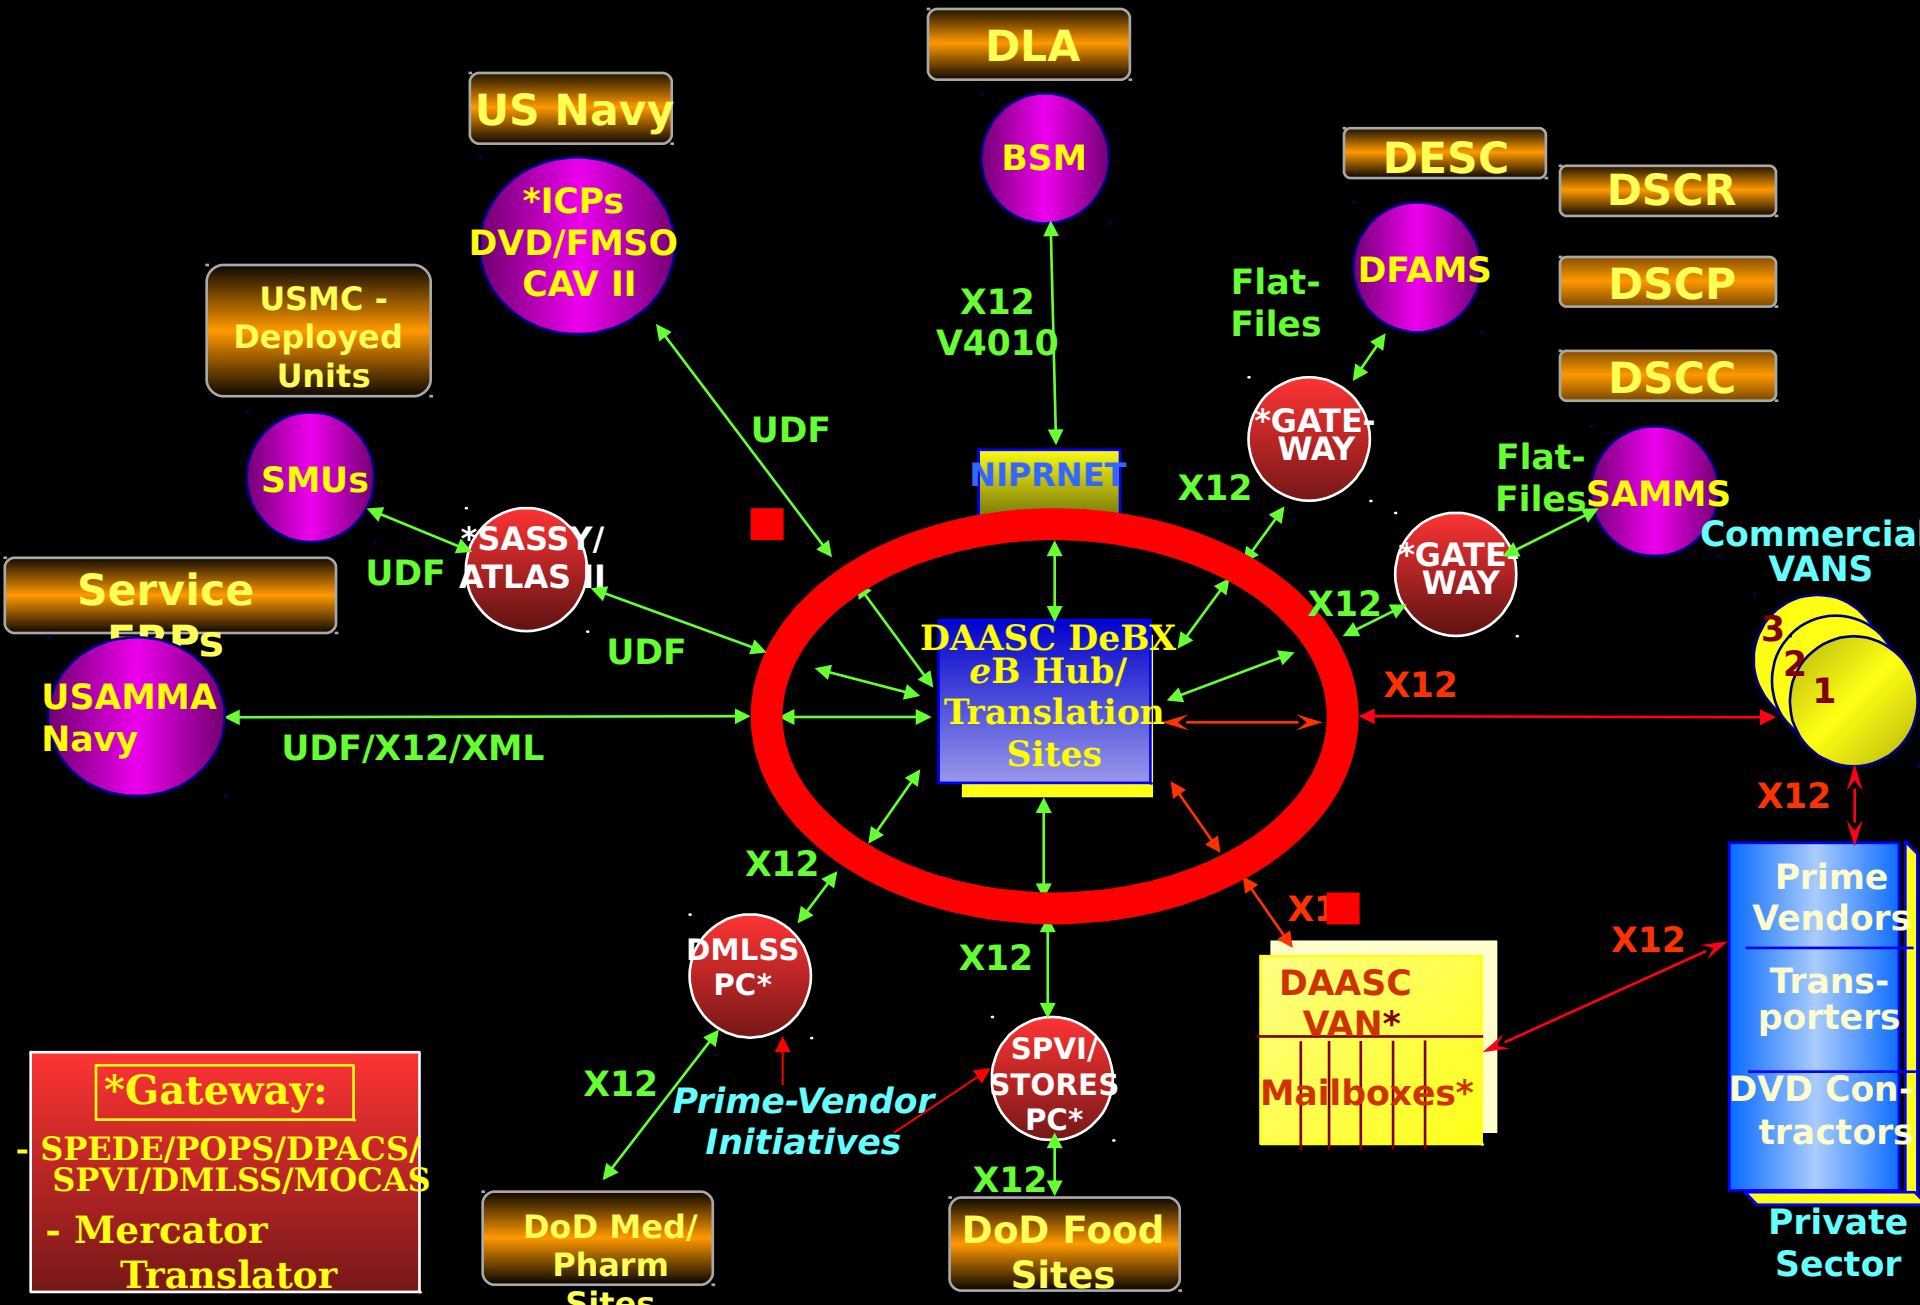 DLA
US Navy
BSM
DESC
DSCR
*ICPs
DVD/FMSO
CAV II
DFAMS
DSCP
Flat-
Files
USMC -
Deployed
Units
X12
V4010
DSCC
UDF
*GATE-
WAY
SMUs
NIPRNET
X12
Flat-
Files
SAMMS
*SASSY/
ATLAS II
UDF
*GATE-
WAY
Commercial
VANS
Service
ERPs
X12
UDF
DAASC DeBX
eB Hub/
Translation
Sites
3
2
1
USAMMA
Navy
X12
UDF/X12/XML
X12
X12
Prime
Vendors
X1
X12
X12
DMLSS
PC*
DAASC
VAN*
Trans-
porters
SPVI/
STORES
PC*
Mailboxes*
DVD Con-
tractors
*Gateway:
- SPEDE/POPS/DPACS/
SPVI/DMLSS/MOCAS
- Mercator
Translator
X12
Prime-Vendor
Initiatives
X12
DoD Med/
Pharm
Sites
DoD Food
Sites
Private
Sector